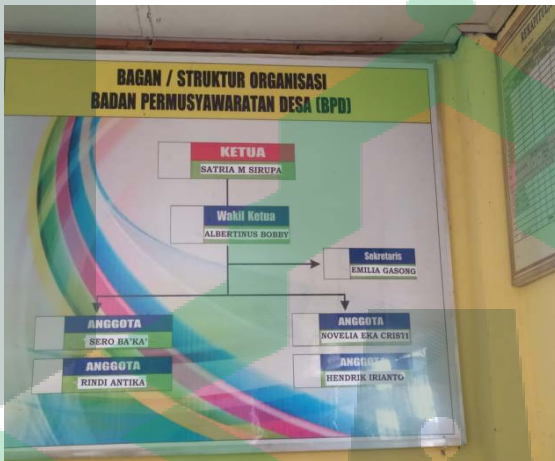 BAGAN / STRUKTUR ORGANISASI
BADAN PERMUSYAWARATAN DESA (BPD)
KETUA
SATRIA M SIRUPA
Wakil Ketua
ALBERTINUS BOBBY
Sekretaris
EMILIA GASONG
ANGGOTA
SERO BA'KA'
ANGGOTA
RINDI ANTIKA
ANGGOTA
NOVELIA EKA CRISTI
ANGGOTA
HENDRIK IRIANTO